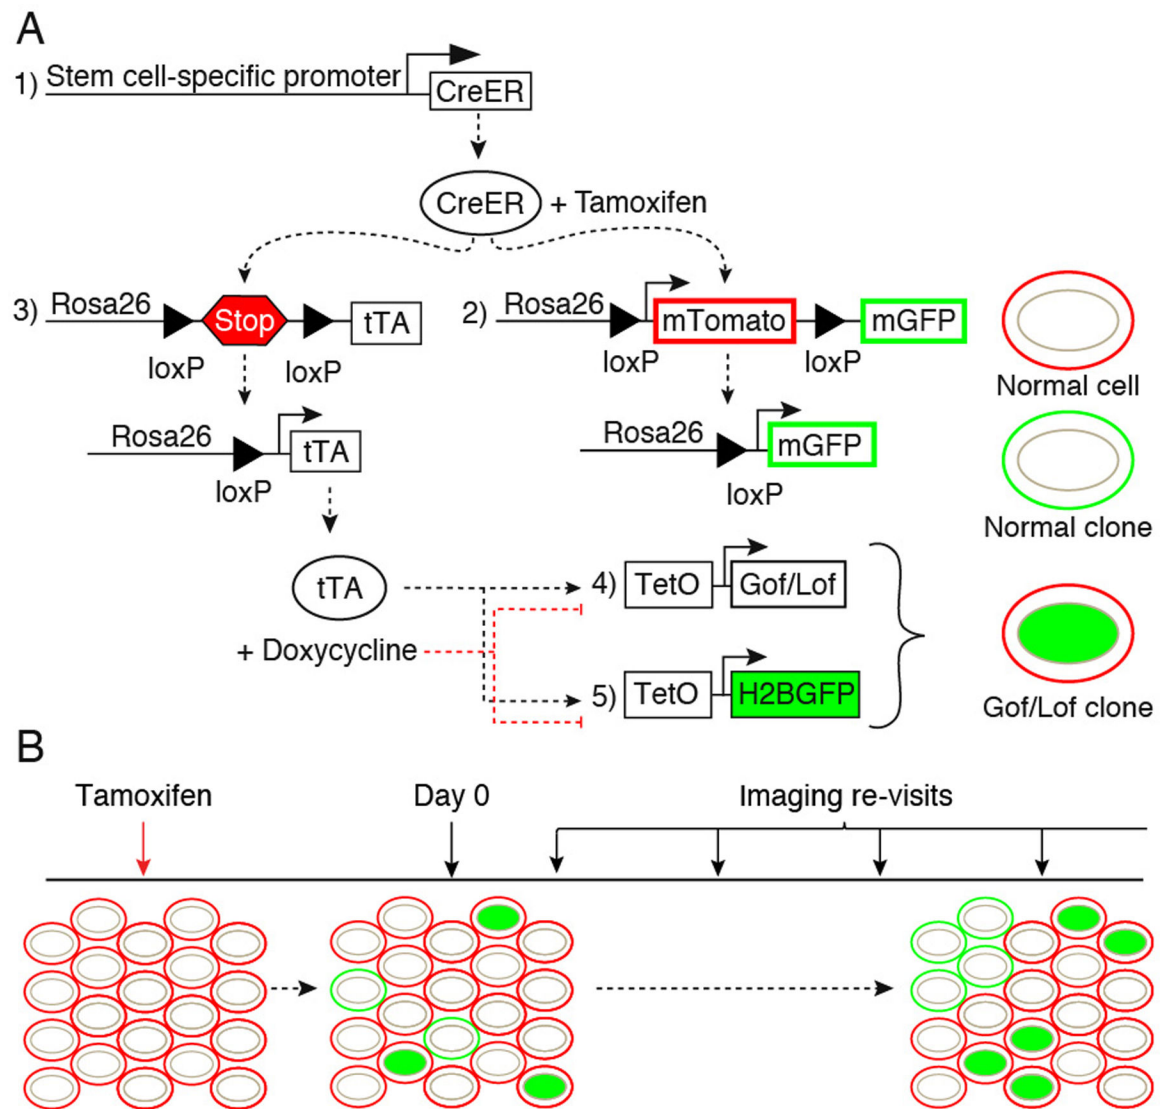 A
1) Stem cell-specific promoter
CreER
CreER + Tamoxifen
3) Rosa26 Stop tTA
loxP loxP
2) Rosa26 mTomato mGFP
loxP loxP
Normal cell
Rosa26 tTA
loxP
Rosa26 mGFP
loxP
Normal clone
tTA
+ Doxycycline
4) TetO Gof/Lof
5) TetO H2BGFP
Gof/Lof clone
B
Tamoxifen Day 0 Imaging re-visits